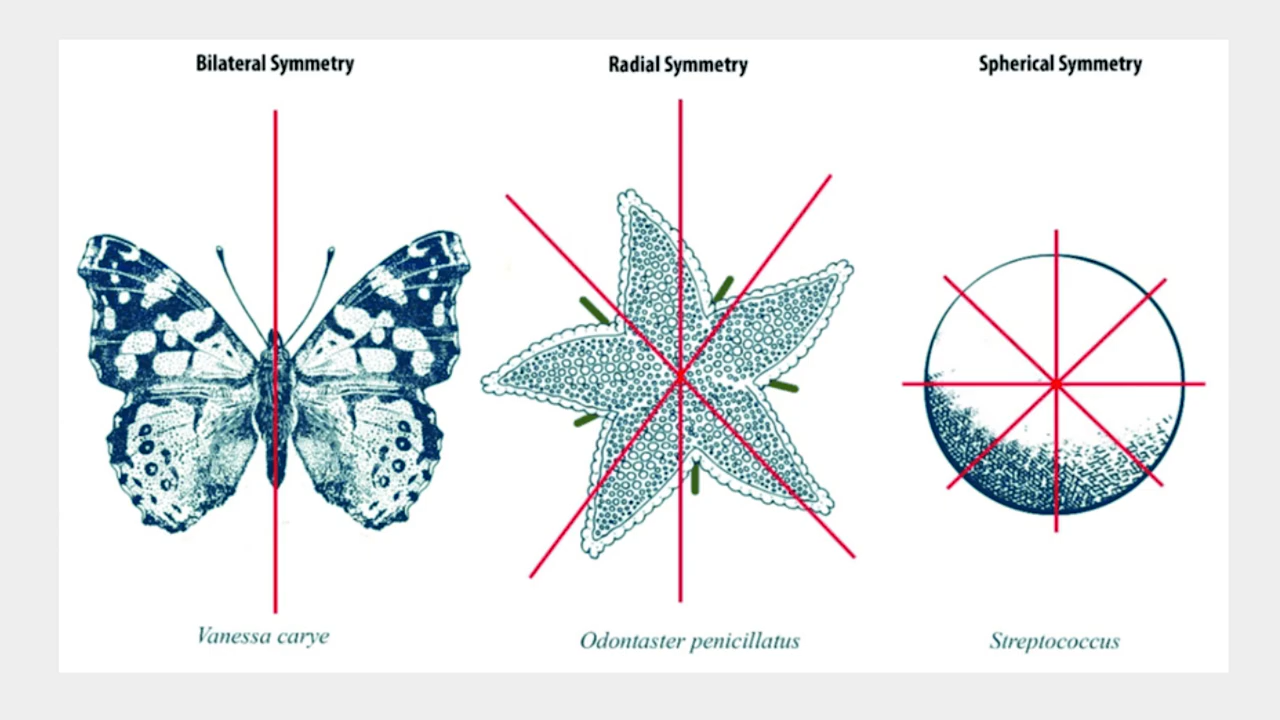 Bilateral Symmetry
Radial Symmetry
Spherical Symmetry
Vanessa carye
Odontaster penicillatus
Streptococcus